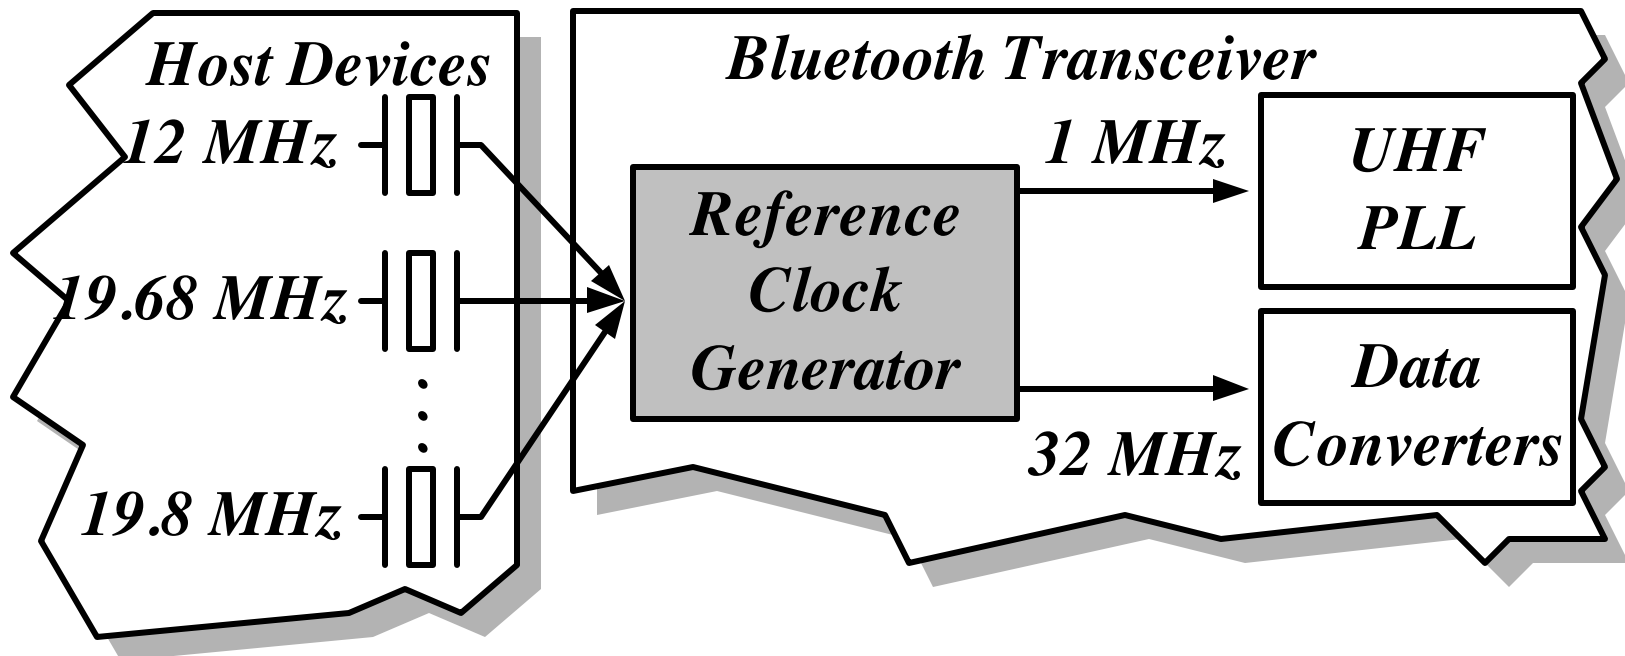 Host Devices
12 MHz
19.68 MHz
19.8 MHz
Bluetooth Transceiver
Reference
Clock
Generator
1 MHz
32 MHz
UHF
PLL
Data
Converters